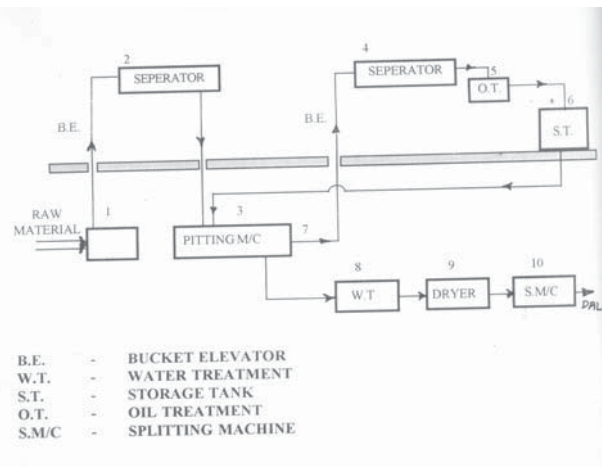 2
SEPERATOR
4
SEPERATOR
5
O.T.
6
S.T.
B.E.
B.E.
RAW
MATERIAL
1
3
PITTING M/C
7
8
W.T
9
DRYER
10
S.M/C
DAL
B.E. - BUCKET ELEVATOR
W.T. - WATER TREATMENT
S.T. - STORAGE TANK
O.T. - OIL TREATMENT
S.M/C - SPLITTING MACHINE